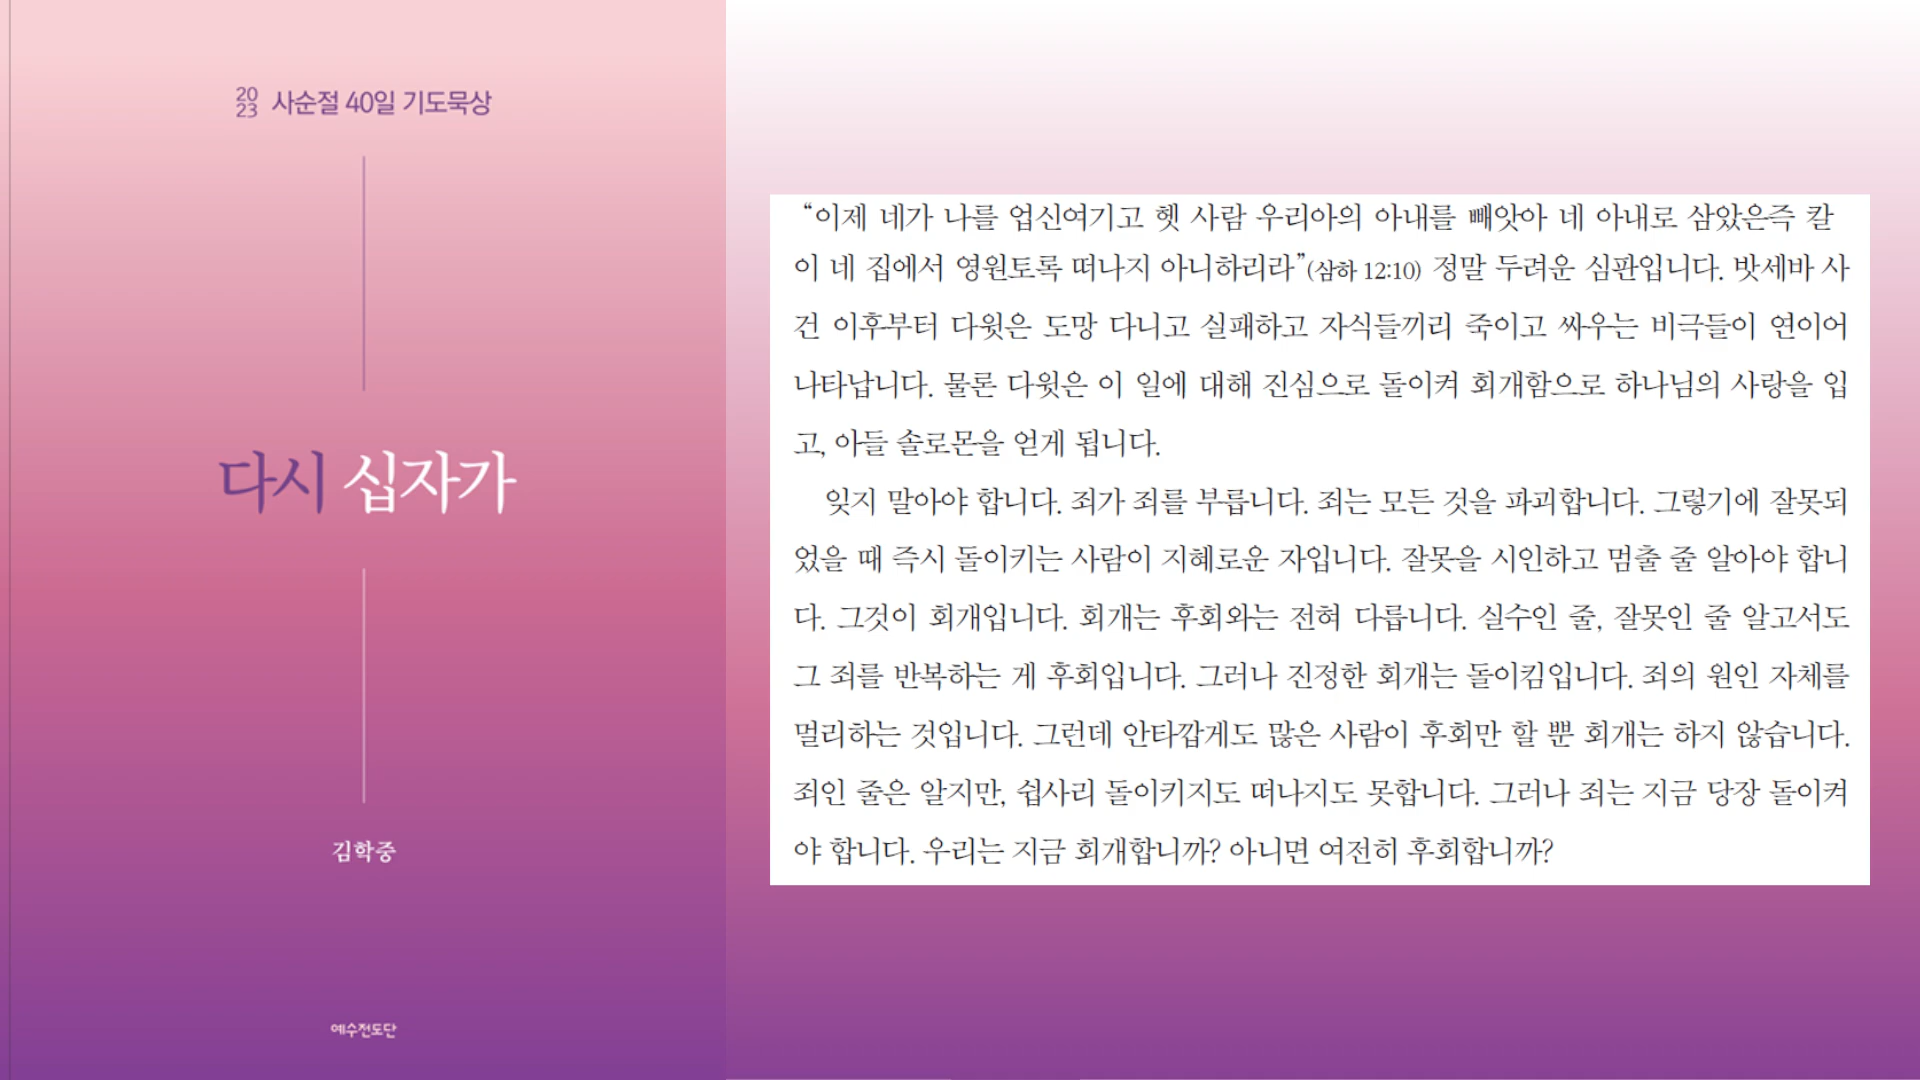 2023 사순절 40일 기도묵상
다시 십자가
김학중
예수전도단
“이제 네가 나를 업신여기고 헷 사람 우리아의 아내를 빼앗아 네 아내로 삼았은즉 칼
이 네 집에서 영원토록 떠나지 아니하리라”(삼하 12:10) 정말 두려운 심판입니다. 밧세바 사
건 이후부터 다윗은 도망 다니고 실패하고 자식들끼리 죽이고 싸우는 비극들이 연이어
나타납니다. 물론 다윗은 이 일에 대해 진심으로 돌이켜 회개함으로 하나님의 사랑을 입
고, 아들 솔로몬을 얻게 됩니다.
잊지 말아야 합니다. 죄가 죄를 부릅니다. 죄는 모든 것을 파괴합니다. 그렇기에 잘못되
었을 때 즉시 돌이키는 사람이 지혜로운 자입니다. 잘못을 시인하고 멈출 줄 알아야 합니
다. 그것이 회개입니다. 회개는 후회와는 전혀 다릅니다. 실수인 줄, 잘못인 줄 알고서도
그 죄를 반복하는 게 후회입니다. 그러나 진정한 회개는 돌이킴입니다. 죄의 원인 자체를
멀리하는 것입니다. 그런데 안타깝게도 많은 사람이 후회만 할 뿐 회개는 하지 않습니다.
죄인 줄은 알지만, 쉽사리 돌이키지도 떠나지도 못합니다. 그러나 죄는 지금 당장 돌이켜
야 합니다. 우리는 지금 회개합니까? 아니면 여전히 후회합니까?